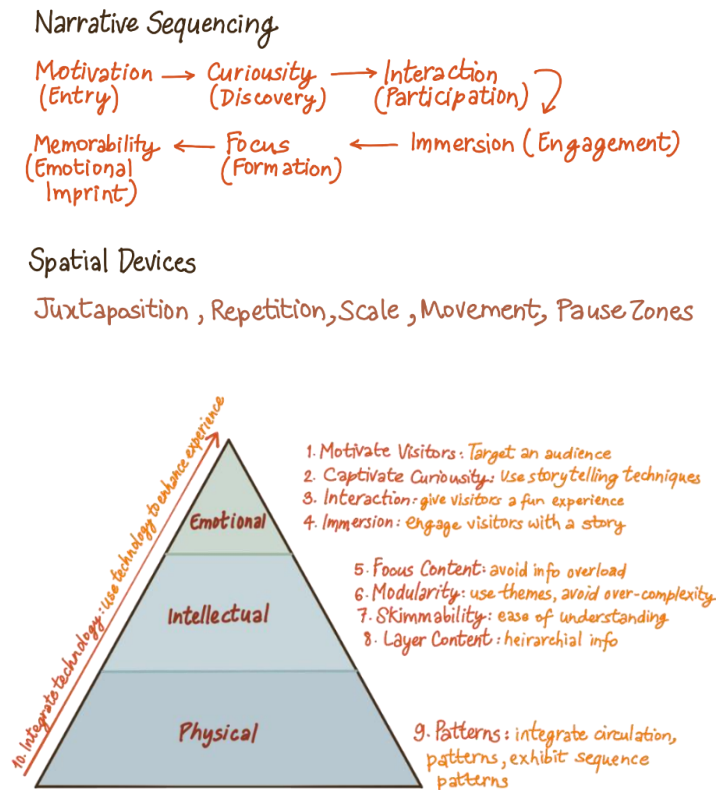 Narrative Sequencing
Motivation → Curiousity → Interaction
(Entry) (Discovery) (Participation)
Memorability ← Focus ← Immersion (Engagement)
(Emotional (Formation)
Imprint)
Spatial Devices
Juxtaposition, Repetition, Scale, Movement, Pause Zones
10. Integrate technology: Use technology to enhance experience
Emotional
1. Motivate Visitors: Target an audience
2. Captivate Curiousity: Use storytelling techniques
3. Interaction: give visitors a fun experience
4. Immersion: engage visitors with a story
Intellectual
5. Focus Content: avoid info overload
6. Modularity: use themes, avoid over-complexity
7. Skimmability: ease of understanding
8. Layer Content: heirarchial info
Physical
9. Patterns: integrate circulation,
patterns, exhibit sequence
patterns